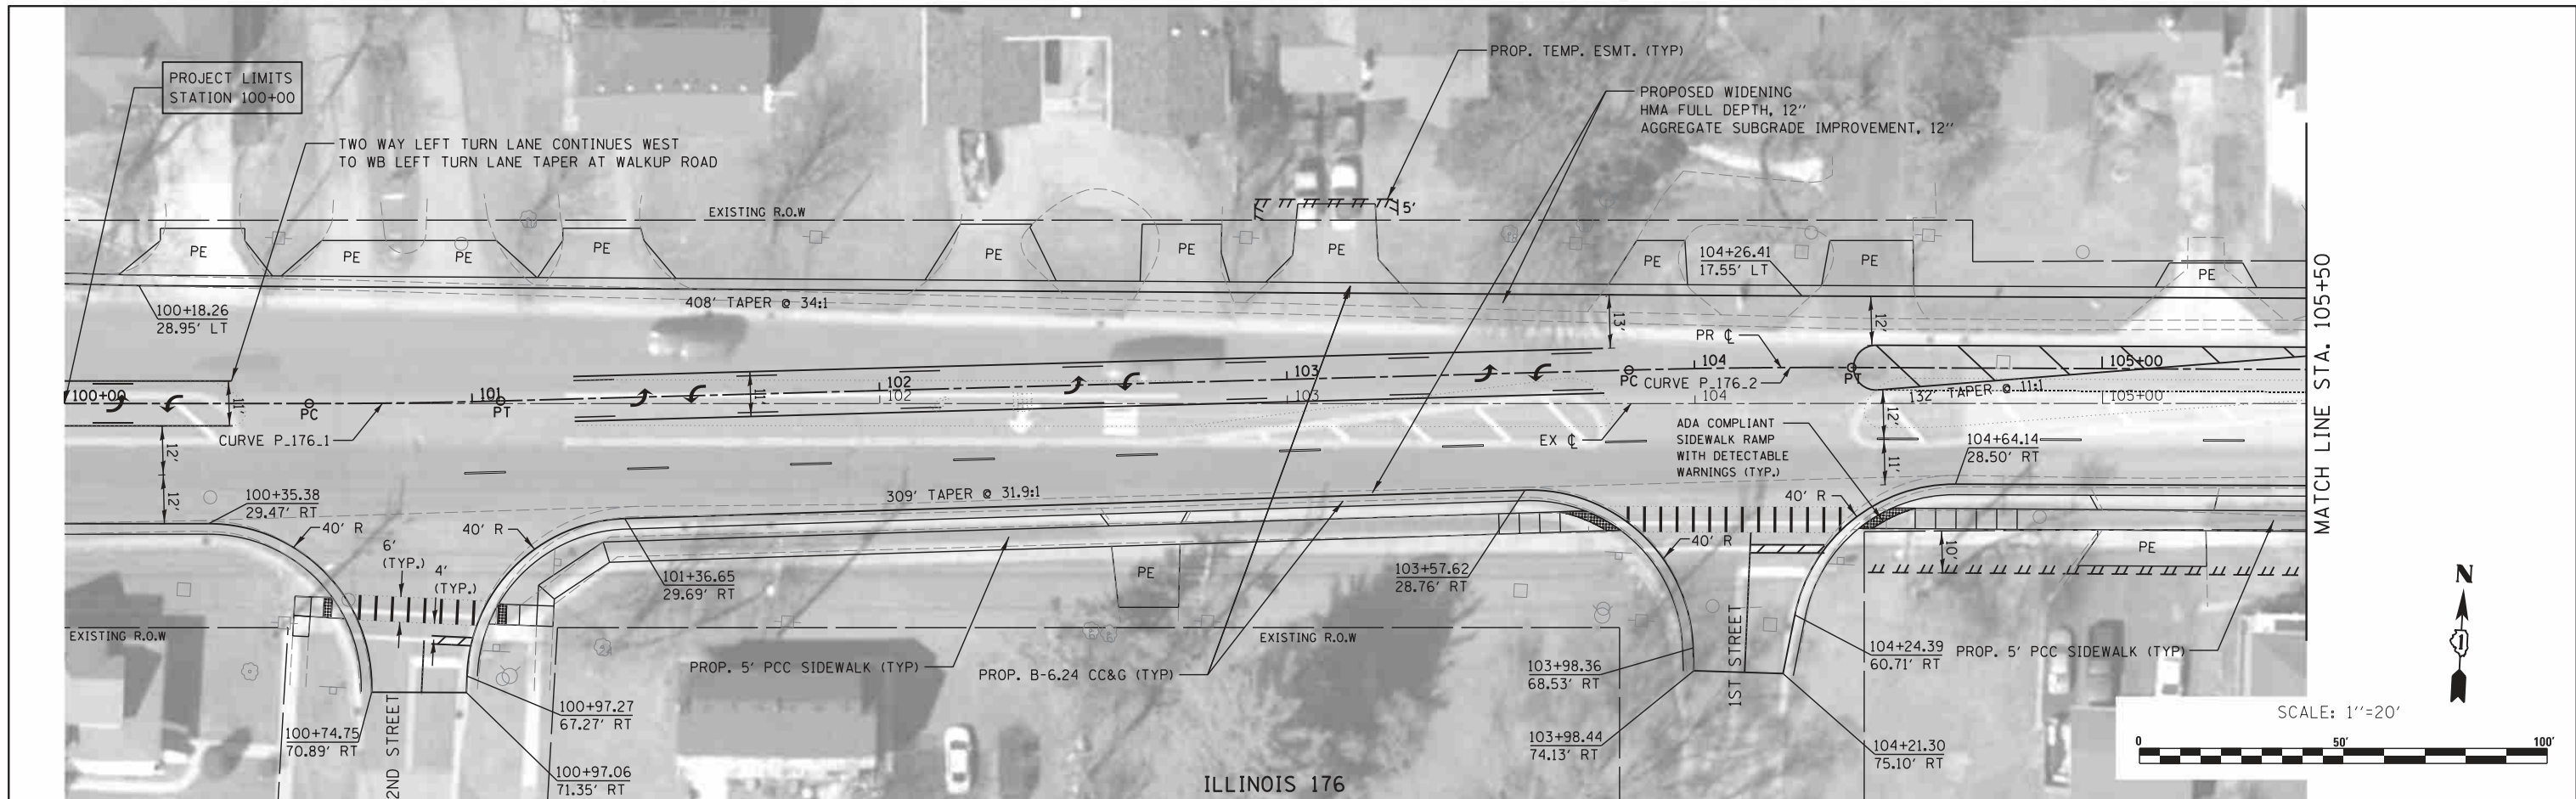 PROJECT LIMITS
STATION 100+00
TWO WAY LEFT TURN LANE CONTINUES WEST
TO WB LEFT TURN LANE TAPER AT WALKUP ROAD
PROP. TEMP. ESMT. (TYP)
PROPOSED WIDENING
HMA FULL DEPTH, 12''
AGGREGATE SUBGRADE IMPROVEMENT, 12''
EXISTING R.O.W
5'
PE
PE
PE
PE
PE
PE
PE
PE
PE
PE
104+26.41
17.55' LT
100+18.26
28.95' LT
408' TAPER @ 34:1
13'
12'
PR ℄
100+00
PC
101
PT
102
102
103
103
PC
CURVE P_176_2
104
104
PT
105+00
105+00
11'
11'
CURVE P_176_1
132' TAPER @ 11:1
EX ℄
ADA COMPLIANT
SIDEWALK RAMP
WITH DETECTABLE
WARNINGS (TYP.)
12'
11'
104+64.14
28.50' RT
12'
12'
100+35.38
29.47' RT
309' TAPER @ 31.9:1
40' R
40' R
40' R
40' R
6'
(TYP.)
4'
(TYP.)
101+36.65
29.69' RT
PE
103+57.62
28.76' RT
10'
PE
EXISTING R.O.W
EXISTING R.O.W
PROP. 5' PCC SIDEWALK (TYP)
PROP. B-6.24 CC&G (TYP)
103+98.36
68.53' RT
104+24.39
60.71' RT
PROP. 5' PCC SIDEWALK (TYP)
100+97.27
67.27' RT
100+74.75
70.89' RT
2ND STREET
100+97.06
71.35' RT
1ST STREET
103+98.44
74.13' RT
104+21.30
75.10' RT
ILLINOIS 176
MATCH LINE STA. 105+50
N
SCALE: 1''=20'
0
50'
100'